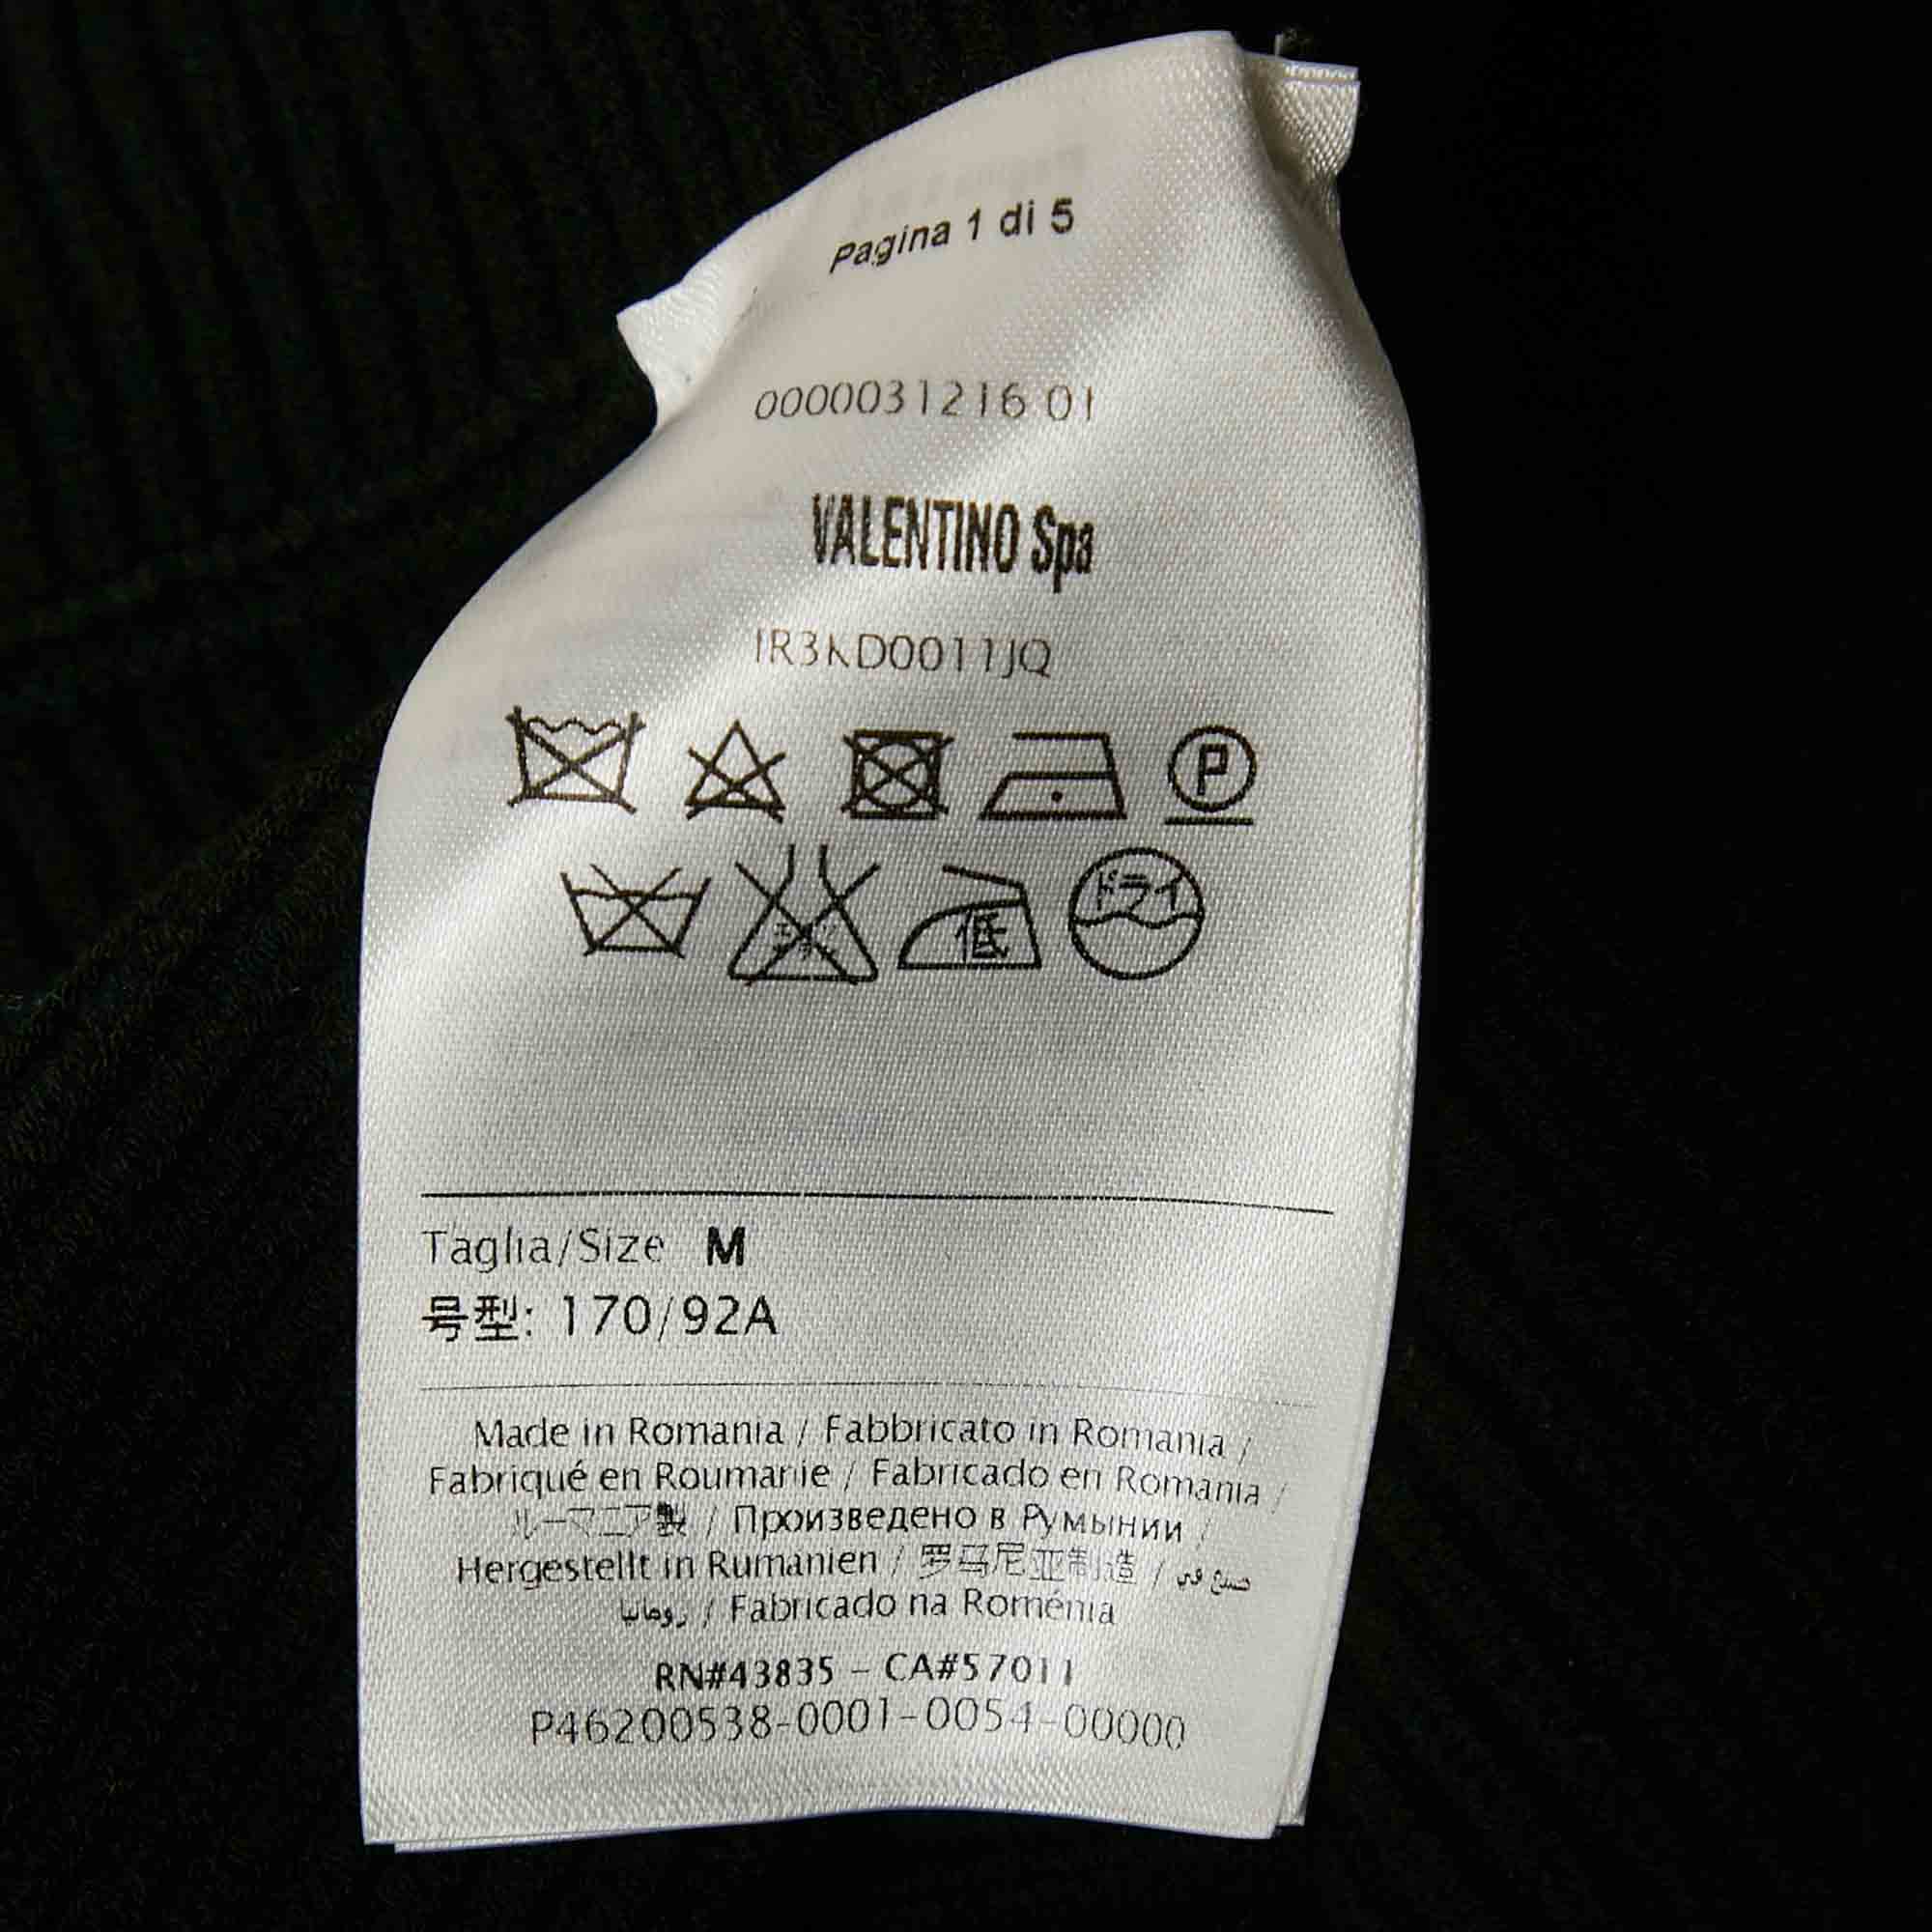 Pagina 1 di 5
0000031216 01
VALENTINO Spa
IR3KD0011JQ
P
ドライ
低
Taglia/Size M
号型: 170/92A
Made in Romania / Fabbricato in Romania /
Fabriqué en Roumanie / Fabricado en Romania /
ルーマニア製 / Произведено в Румынии /
Hergestellt in Rumanien / 罗马尼亚制造 / صنع في
رومانيا / Fabricado na Roménia
RN#43835 - CA#57011
P46200538-0001-0054-00000